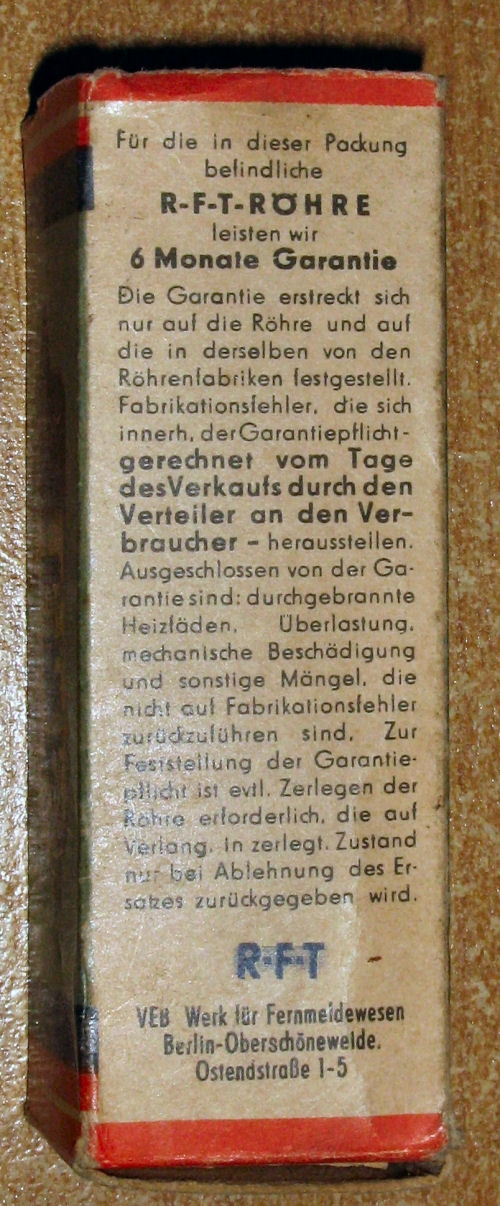 Für die in dieser Packung
befindliche
R-F-T-RÖHRE
leisten wir
6 Monate Garantie
Die Garantie erstreckt sich
nur auf die Röhre und auf
die in derselben von den
Röhrenfabriken festgestellt.
Fabrikationsfehler, die sich
innerh. der Garantiepflicht -
gerechnet vom Tage
des Verkaufs durch den
Verteiler an den Ver-
braucher - herausstellen.
Ausgeschlossen von der Ga-
rantie sind: durchgebrannte
Heizfäden, Überlastung,
mechanische Beschädigung
und sonstige Mängel, die
nicht auf Fabrikationsfehler
zurückzuführen sind. Zur
Feststellung der Garantie-
pflicht ist evtl. Zerlegen der
Röhre erforderlich, die auf
Verlang. in zerlegt. Zustand
nur bei Ablehnung des Er-
satzes zurückgegeben wird.
R-F-T
VEB Werk für Fernmeldewesen
Berlin-Oberschönewelde.
Ostendstraße 1-5